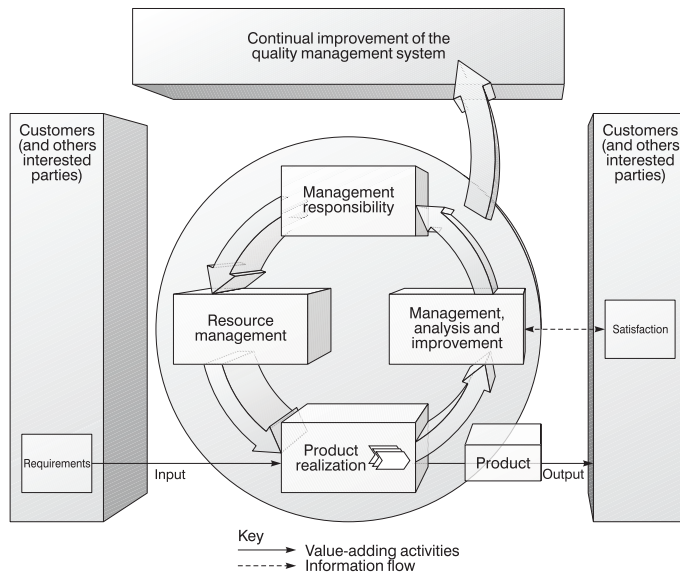 Continual improvement of the
quality management system
Customers
(and others
interested
parties)
Customers
(and others
interested
parties)
Management
responsibility
Resource
management
Management,
analysis and
improvement
Satisfaction
Requirements
Input
Product
realization
Product
Output
Key
Value-adding activities
Information flow